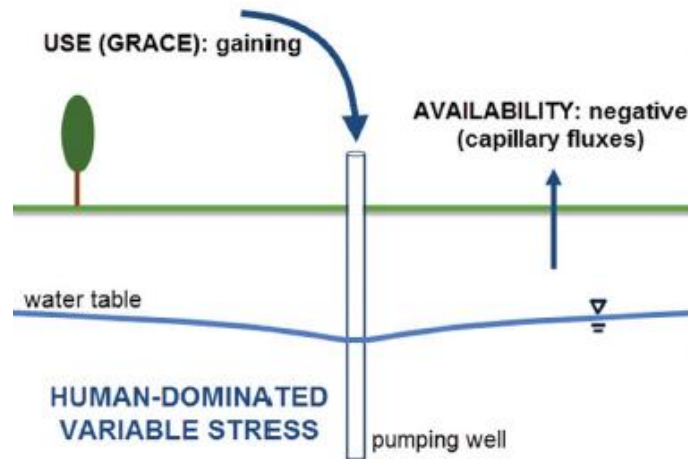 USE (GRACE): gaining
AVAILABILITY: negative
(capillary fluxes)
water table
HUMAN-DOMINATED
VARIABLE STRESS
pumping well